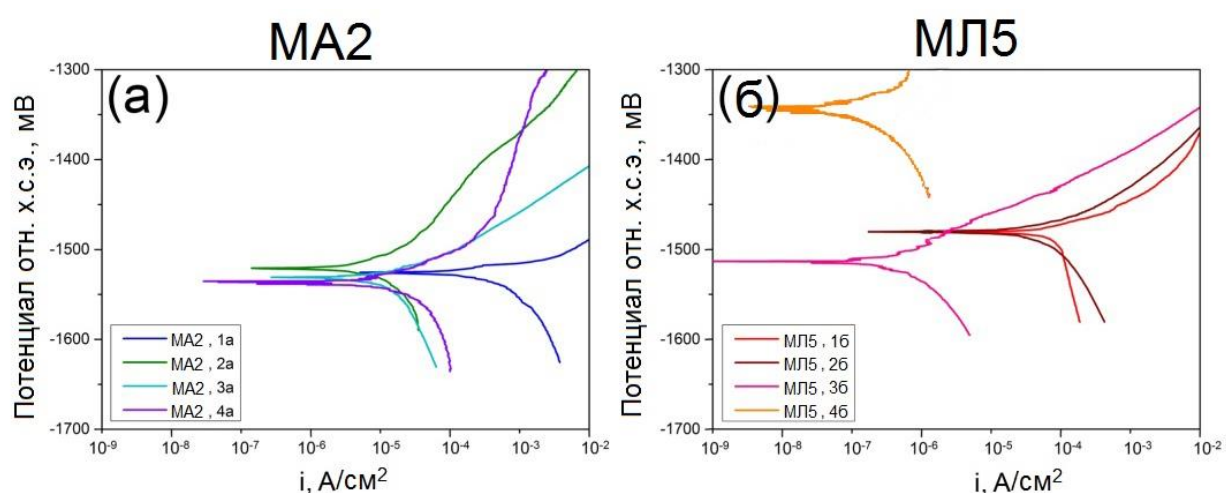 МА2
(а)
Потенциал отн. х.с.э., мВ
-1300
-1400
-1500
-1600
-1700
МА2 , 1а
МА2 , 2а
МА2 , 3а
МА2 , 4а
10⁻⁹ 10⁻⁸ 10⁻⁷ 10⁻⁶ 10⁻⁵ 10⁻⁴ 10⁻³ 10⁻²
i, А/см²
МЛ5
(б)
Потенциал отн. х.с.э., мВ
-1300
-1400
-1500
-1600
-1700
МЛ5 , 1б
МЛ5 , 2б
МЛ5 , 3б
МЛ5 , 4б
10⁻⁹ 10⁻⁸ 10⁻⁷ 10⁻⁶ 10⁻⁵ 10⁻⁴ 10⁻³ 10⁻²
i, А/см²